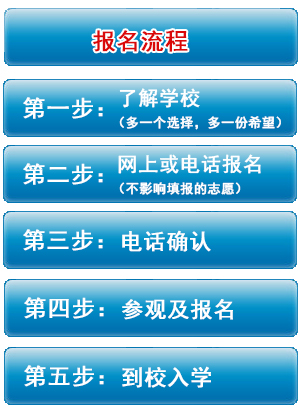 报名流程
第一步：了解学校
（多一个选择，多一份希望）
第二步：网上或电话报名
（不影响填报的志愿）
第三步：电话确认
第四步：参观及报名
第五步：到校入学